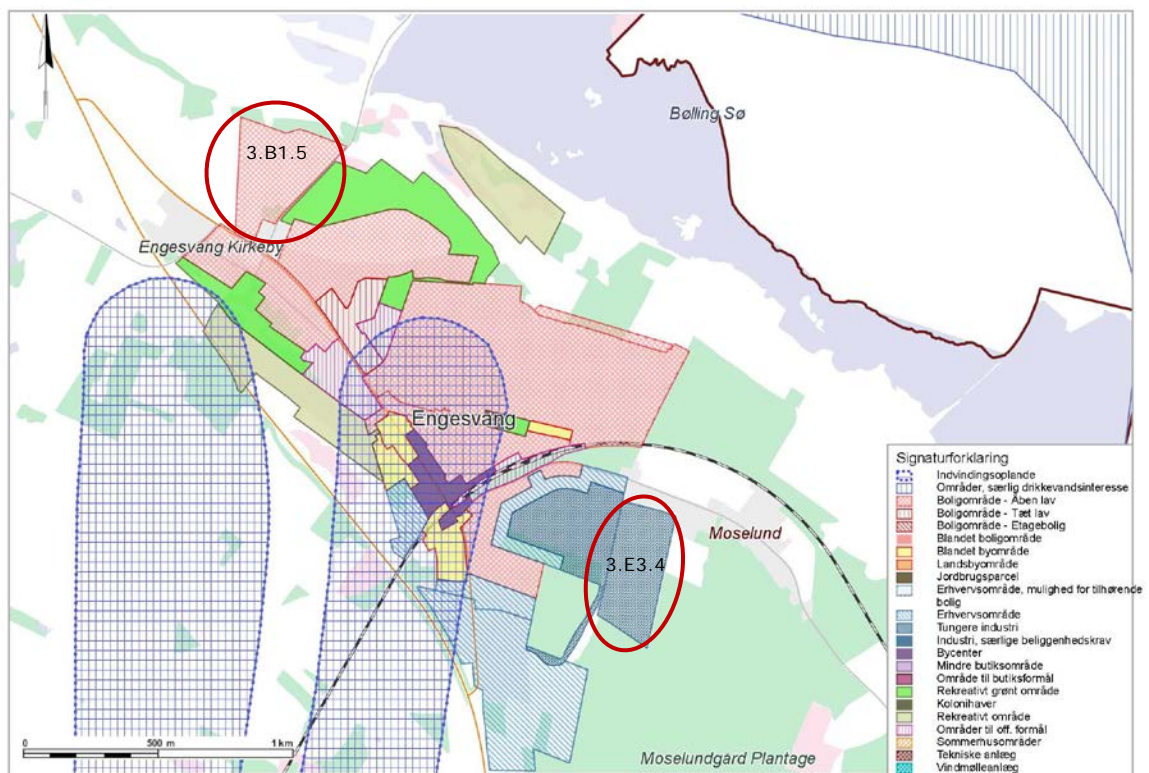 Bølling Sø
3.B1.5
Engesvang Kirkeby
Engesvang
Moselund
3.E3.4
Moselundgård Plantage
0 500 m 1 km
Signaturforklaring
Indvindingsoplande
Områder, særlig drikkevandsinteresse
Boligområde - Åben lav
Boligområde - Tæt lav
Boligområde - Etagebolig
Blandet boligområde
Blandet byområde
Landsbyområde
Jordbrugsparcel
Erhvervsområde, mulighed for tilhørende
bolig
Erhvervsområde
Tungere industri
Industri, særlige beliggenhedskrav
Bycenter
Mindre butiksområde
Område til butiksformål
Rekreativt grønt område
Kolonihaver
Rekreativt område
Områder til off. formål
Sommerhusområder
Tekniske anlæg
Vindmølleanlæg